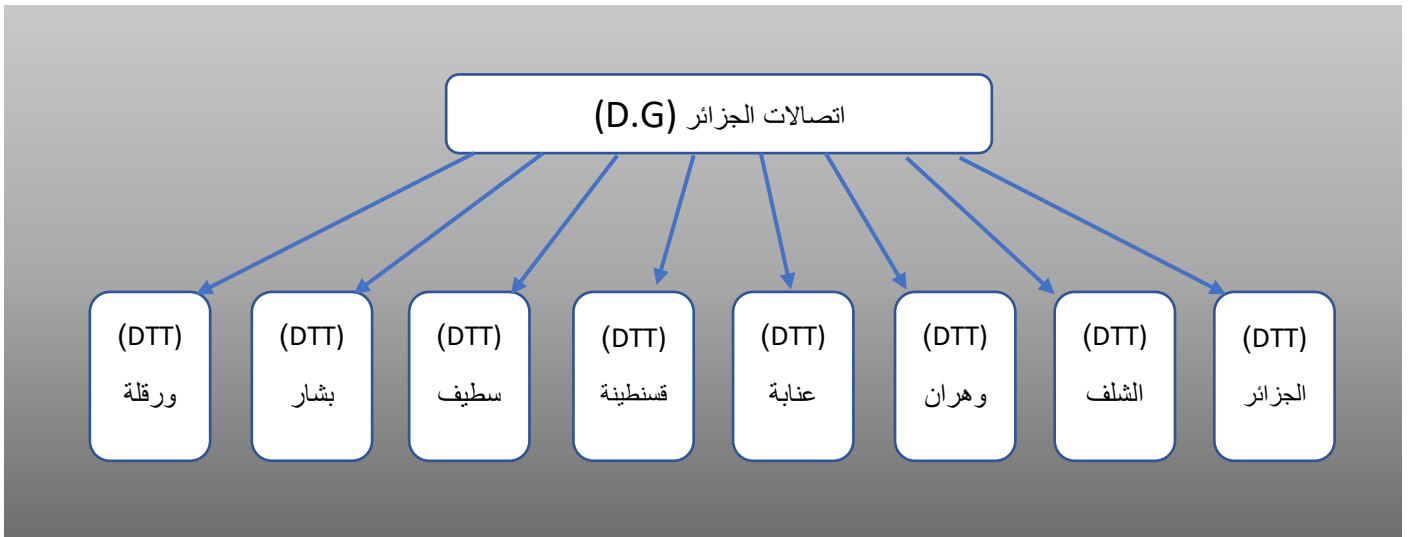 اتصالات الجزائر (D.G)
(DTT)
الجزائر
(DTT)
الشلف
(DTT)
وهران
(DTT)
عنابة
(DTT)
قسنطينة
(DTT)
سطيف
(DTT)
بشار
(DTT)
ورقلة